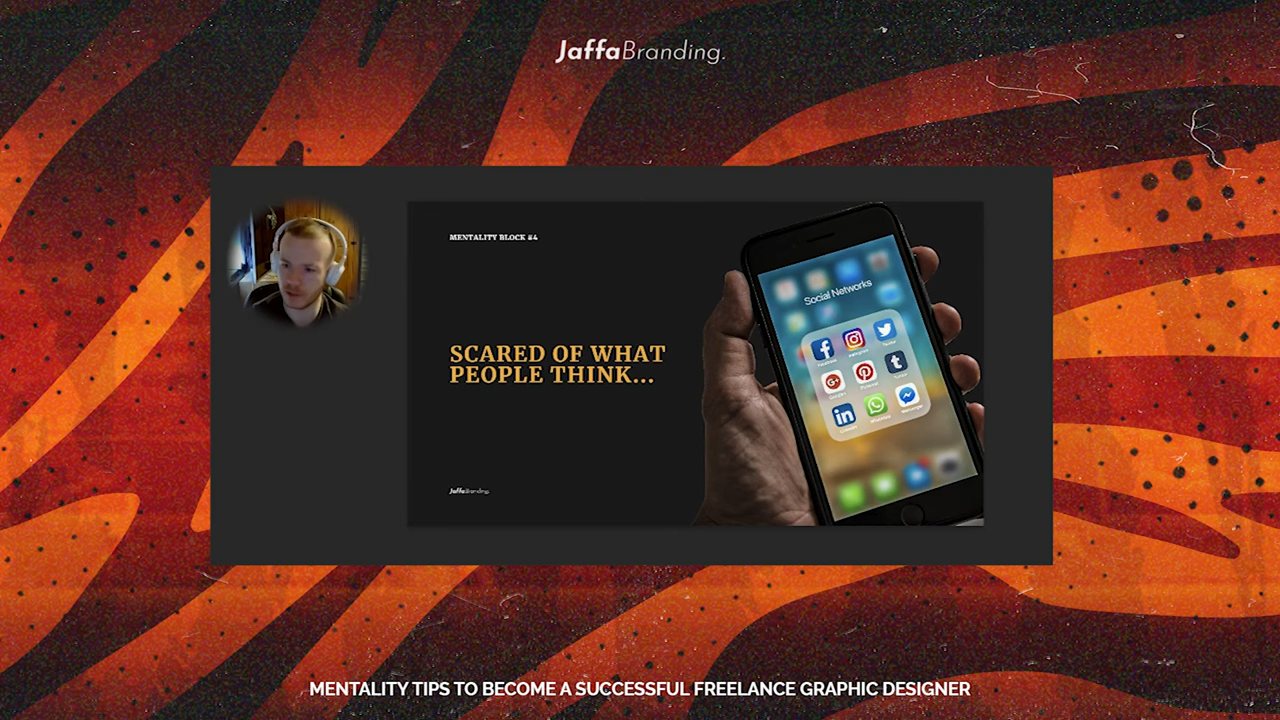 JaffaBranding.
MENTALITY BLOCK #4
SCARED OF WHAT
PEOPLE THINK...
JaffaBranding.
Social Networks
MENTALITY TIPS TO BECOME A SUCCESSFUL FREELANCE GRAPHIC DESIGNER